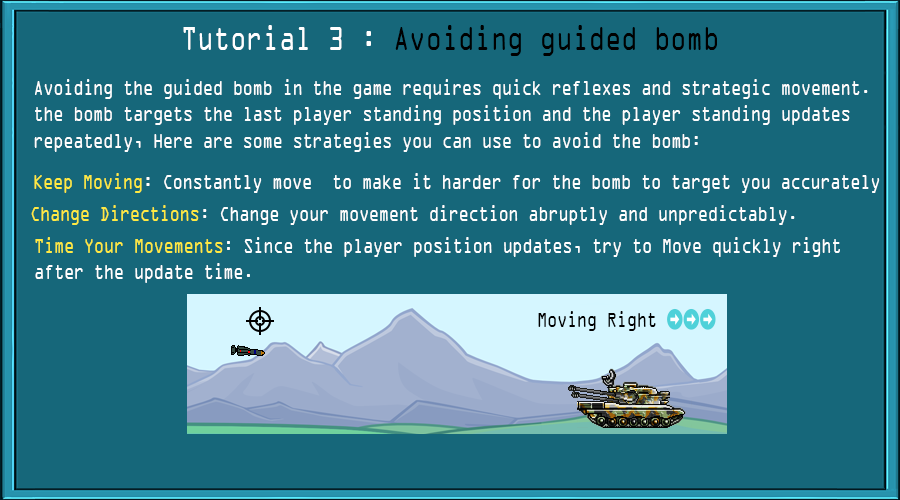 Tutorial 3 : Avoiding guided bomb
Avoiding the guided bomb in the game requires quick reflexes and strategic movement.
the bomb targets the last player standing position and the player standing updates
repeatedly, Here are some strategies you can use to avoid the bomb:
Keep Moving: Constantly move  to make it harder for the bomb to target you accurately
Change Directions: Change your movement direction abruptly and unpredictably.
Time Your Movements: Since the player position updates, try to Move quickly right
after the update time.
Moving Right